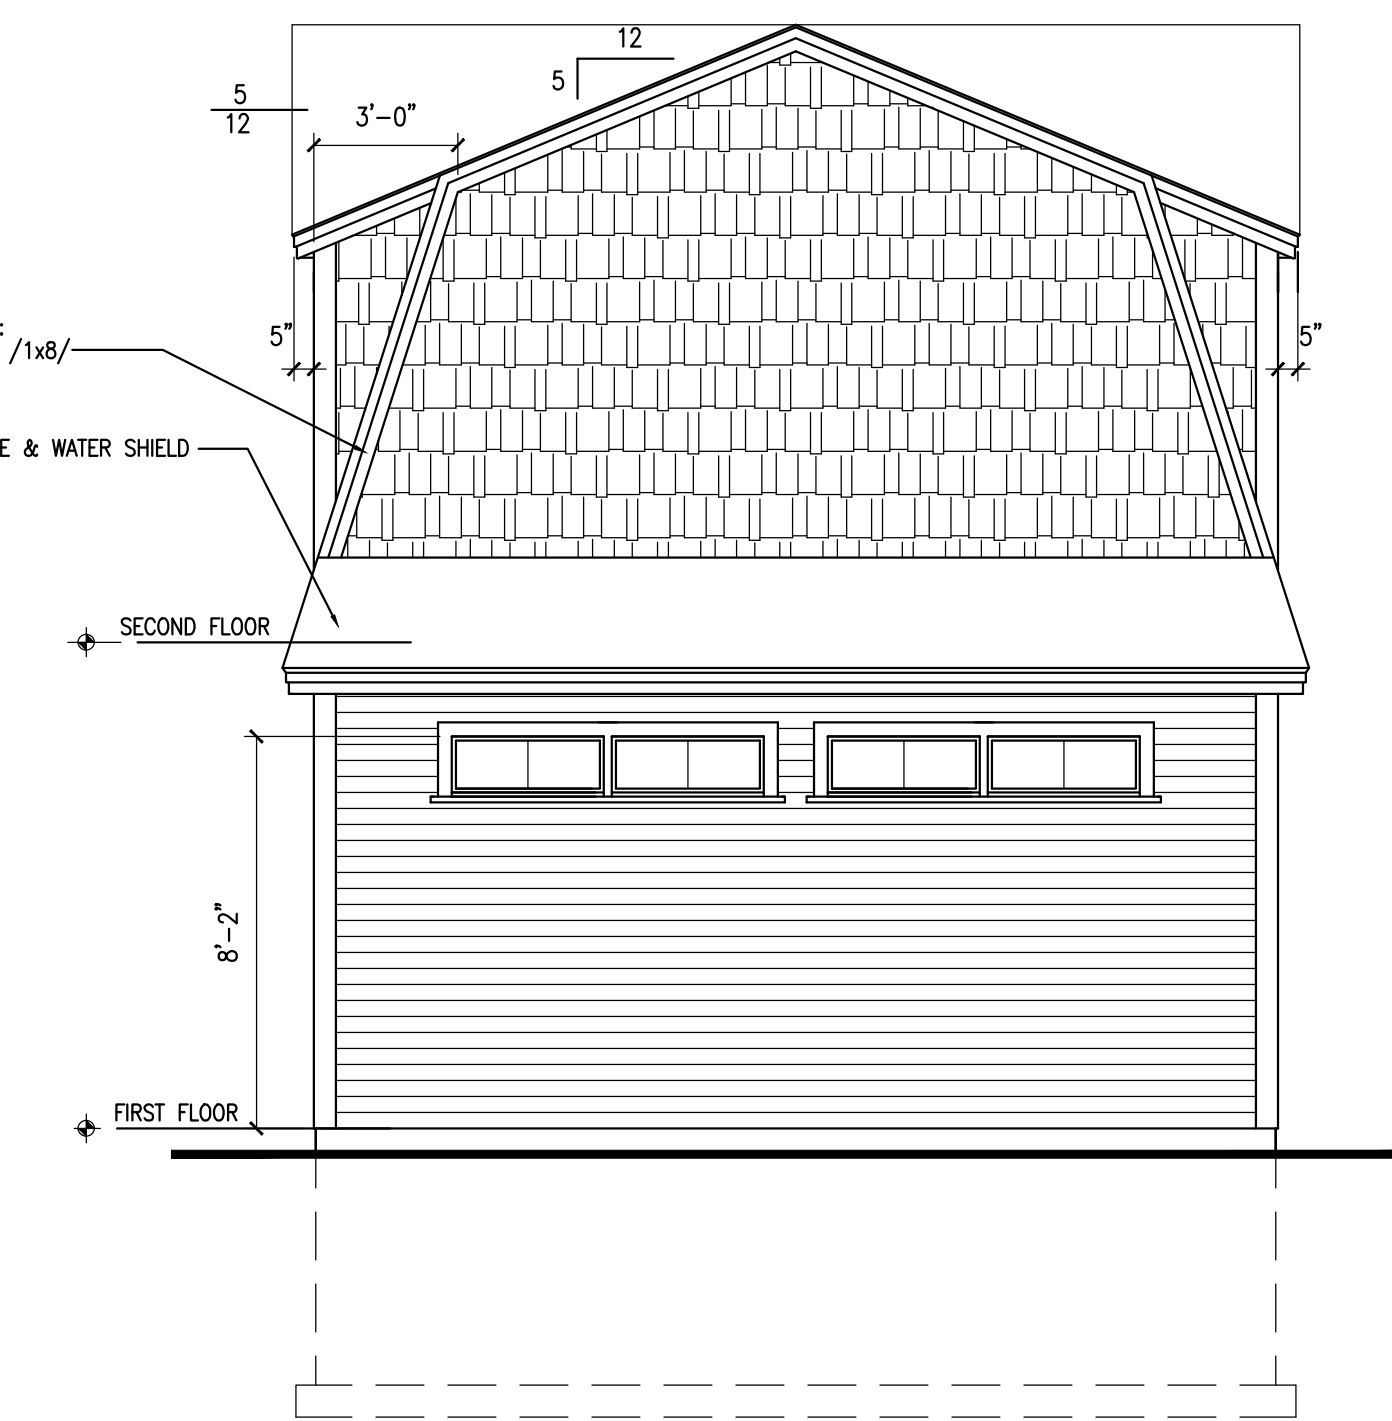 12
5
5
12
3'-0"
5"
5"
/1x8/
& WATER SHIELD
SECOND FLOOR
8'-2"
FIRST FLOOR